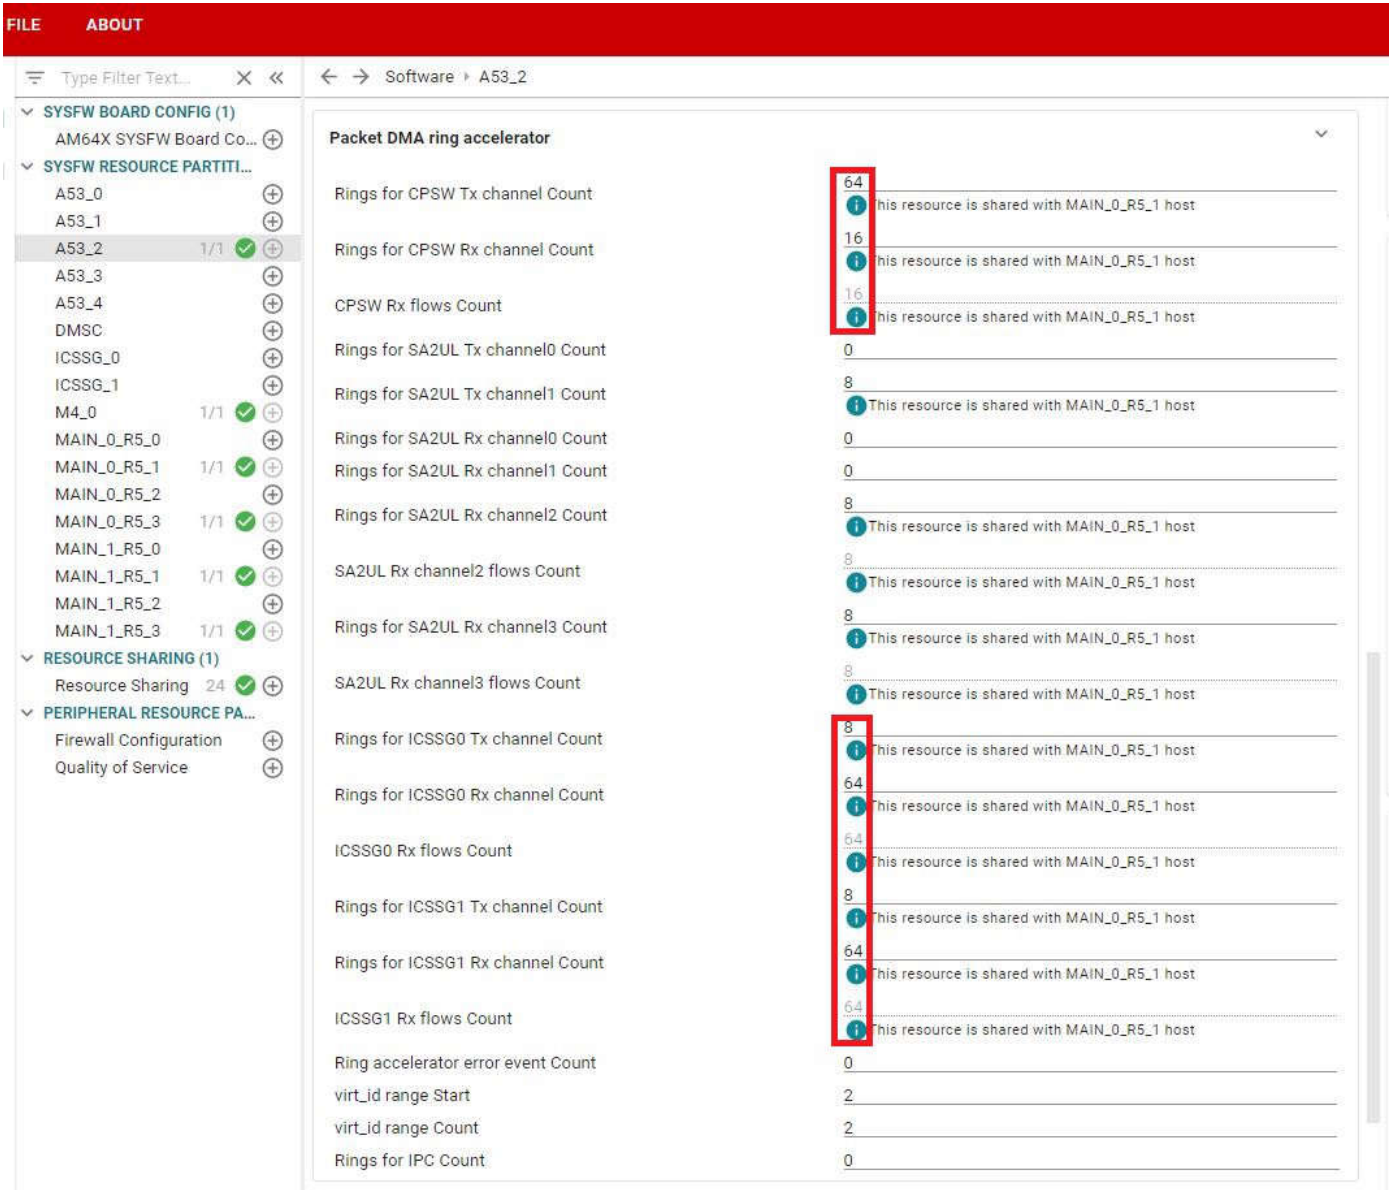 FILE ABOUT
Type Filter Text...
Software A53_2
SYSFW BOARD CONFIG (1)
AM64X SYSFW Board Co...
SYSFW RESOURCE PARTITI...
A53_0
A53_1
A53_2 1/1
A53_3
A53_4
DMSC
ICSSG_0
ICSSG_1
M4_0 1/1
MAIN_0_R5_0
MAIN_0_R5_1 1/1
MAIN_0_R5_2
MAIN_0_R5_3 1/1
MAIN_1_R5_0
MAIN_1_R5_1 1/1
MAIN_1_R5_2
MAIN_1_R5_3 1/1
RESOURCE SHARING (1)
Resource Sharing 24
PERIPHERAL RESOURCE PA...
Firewall Configuration
Quality of Service
Packet DMA ring accelerator
Rings for CPSW Tx channel Count 64
This resource is shared with MAIN_0_R5_1 host
Rings for CPSW Rx channel Count 16
This resource is shared with MAIN_0_R5_1 host
CPSW Rx flows Count 16
This resource is shared with MAIN_0_R5_1 host
Rings for SA2UL Tx channel0 Count 0
Rings for SA2UL Tx channel1 Count 8
This resource is shared with MAIN_0_R5_1 host
Rings for SA2UL Rx channel0 Count 0
Rings for SA2UL Rx channel1 Count 0
Rings for SA2UL Rx channel2 Count 8
This resource is shared with MAIN_0_R5_1 host
SA2UL Rx channel2 flows Count 8
This resource is shared with MAIN_0_R5_1 host
Rings for SA2UL Rx channel3 Count 8
This resource is shared with MAIN_0_R5_1 host
SA2UL Rx channel3 flows Count 8
This resource is shared with MAIN_0_R5_1 host
Rings for ICSSG0 Tx channel Count 8
This resource is shared with MAIN_0_R5_1 host
Rings for ICSSG0 Rx channel Count 64
This resource is shared with MAIN_0_R5_1 host
ICSSG0 Rx flows Count 64
This resource is shared with MAIN_0_R5_1 host
Rings for ICSSG1 Tx channel Count 8
This resource is shared with MAIN_0_R5_1 host
Rings for ICSSG1 Rx channel Count 64
This resource is shared with MAIN_0_R5_1 host
ICSSG1 Rx flows Count 64
This resource is shared with MAIN_0_R5_1 host
Ring accelerator error event Count 0
virt_id range Start 2
virt_id range Count 2
Rings for IPC Count 0